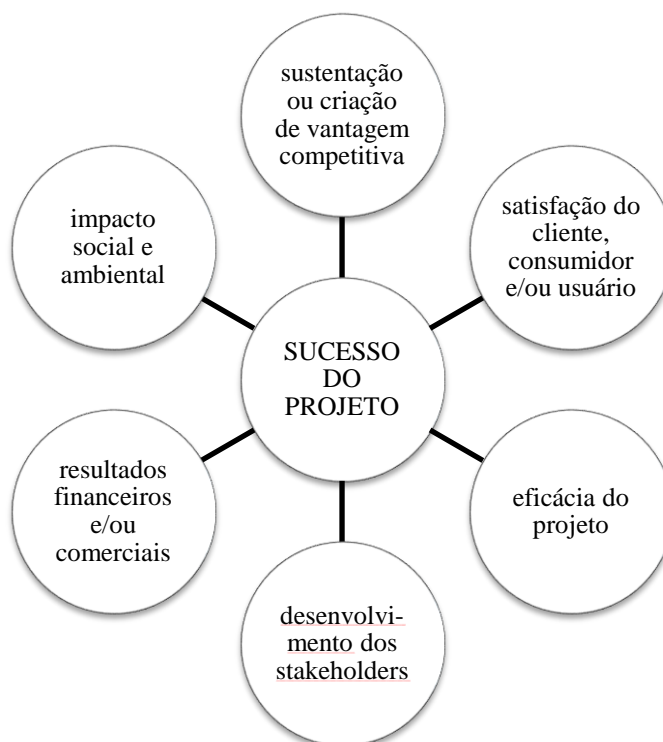 sustentação
ou criação
de vantagem
competitiva
impacto
social e
ambiental
satisfação do
cliente,
consumidor
e/ou usuário
SUCESSO
DO
PROJETO
resultados
financeiros
e/ou
comerciais
eficácia do
projeto
desenvolvi-
mento dos
stakeholders